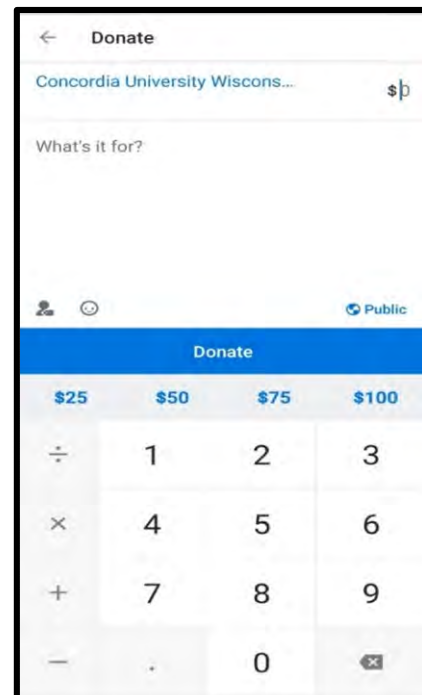 ← Donate
Concordia University Wiscons... $0
What's it for?
Public
Donate
$25 $50 $75 $100
÷ 1 2 3
× 4 5 6
+ 7 8 9
− . 0